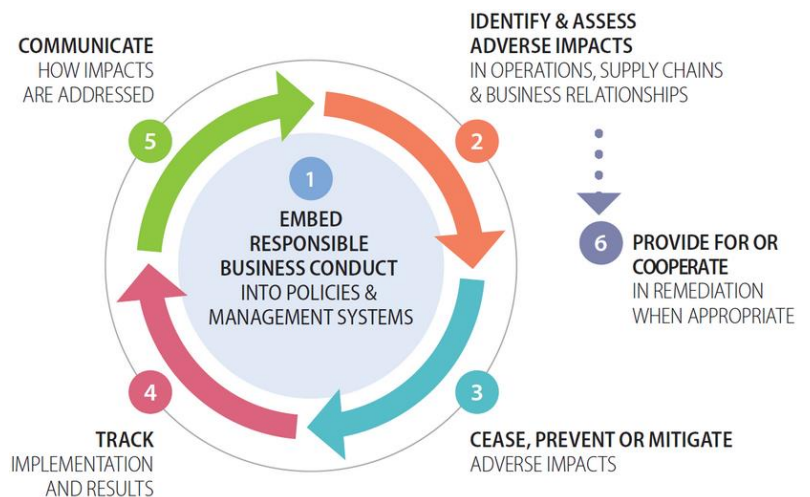 1
EMBED
RESPONSIBLE
BUSINESS CONDUCT
INTO POLICIES &
MANAGEMENT SYSTEMS
2
IDENTIFY & ASSESS
ADVERSE IMPACTS
IN OPERATIONS, SUPPLY CHAINS
& BUSINESS RELATIONSHIPS
3
CEASE, PREVENT OR MITIGATE
ADVERSE IMPACTS
4
TRACK
IMPLEMENTATION
AND RESULTS
5
COMMUNICATE
HOW IMPACTS
ARE ADDRESSED
6
PROVIDE FOR OR
COOPERATE
IN REMEDIATION
WHEN APPROPRIATE